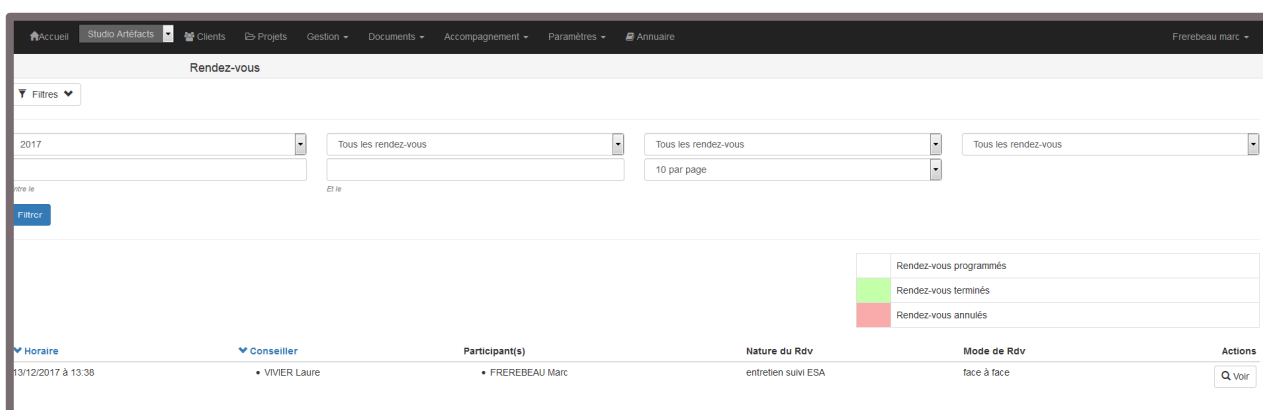 Accueil Studio Artéfacts Clients Projets Gestion Documents Accompagnement Paramètres Annuaire Frerebeau marc
Rendez-vous
Filtres
2017 Tous les rendez-vous Tous les rendez-vous Tous les rendez-vous
10 par page
ntre le Et le
Filtrer
Rendez-vous programmés
Rendez-vous terminés
Rendez-vous annulés
Horaire Conseiller Participant(s) Nature du Rdv Mode de Rdv Actions
13/12/2017 à 13:38 • VIVIER Laure • FREREBEAU Marc entretien suivi ESA face à face Voir